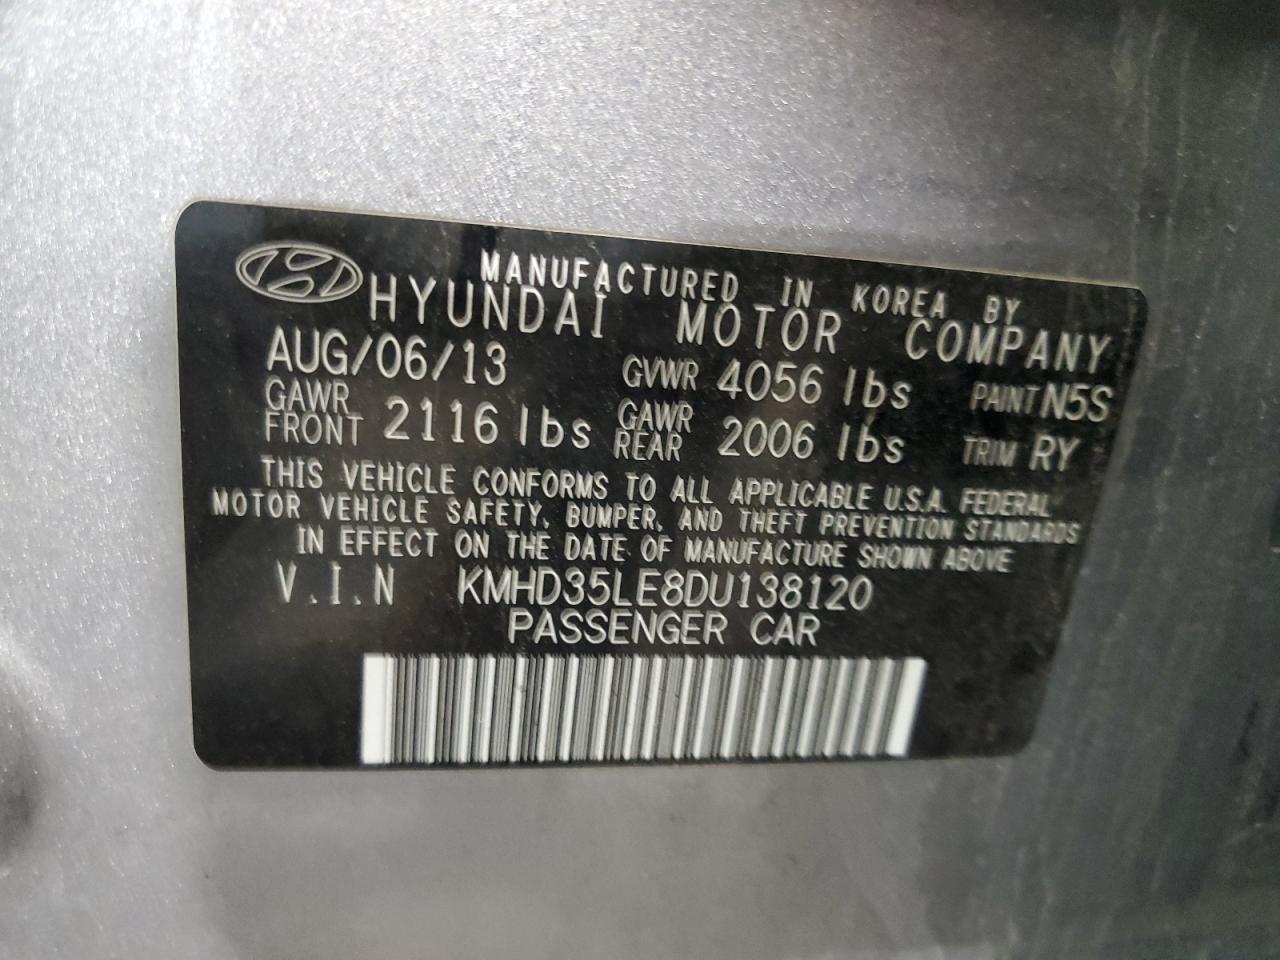 MANUFACTURED IN KOREA BY
HYUNDAI MOTOR COMPANY
AUG/06/13 GVWR 4056 lbs PAINT N5S
GAWR FRONT 2116 lbs GAWR REAR 2006 lbs TRIM RY
THIS VEHICLE CONFORMS TO ALL APPLICABLE U.S.A. FEDERAL
MOTOR VEHICLE SAFETY, BUMPER, AND THEFT PREVENTION STANDARDS
IN EFFECT ON THE DATE OF MANUFACTURE SHOWN ABOVE
V.I.N KMHD35LE8DU138120
PASSENGER CAR